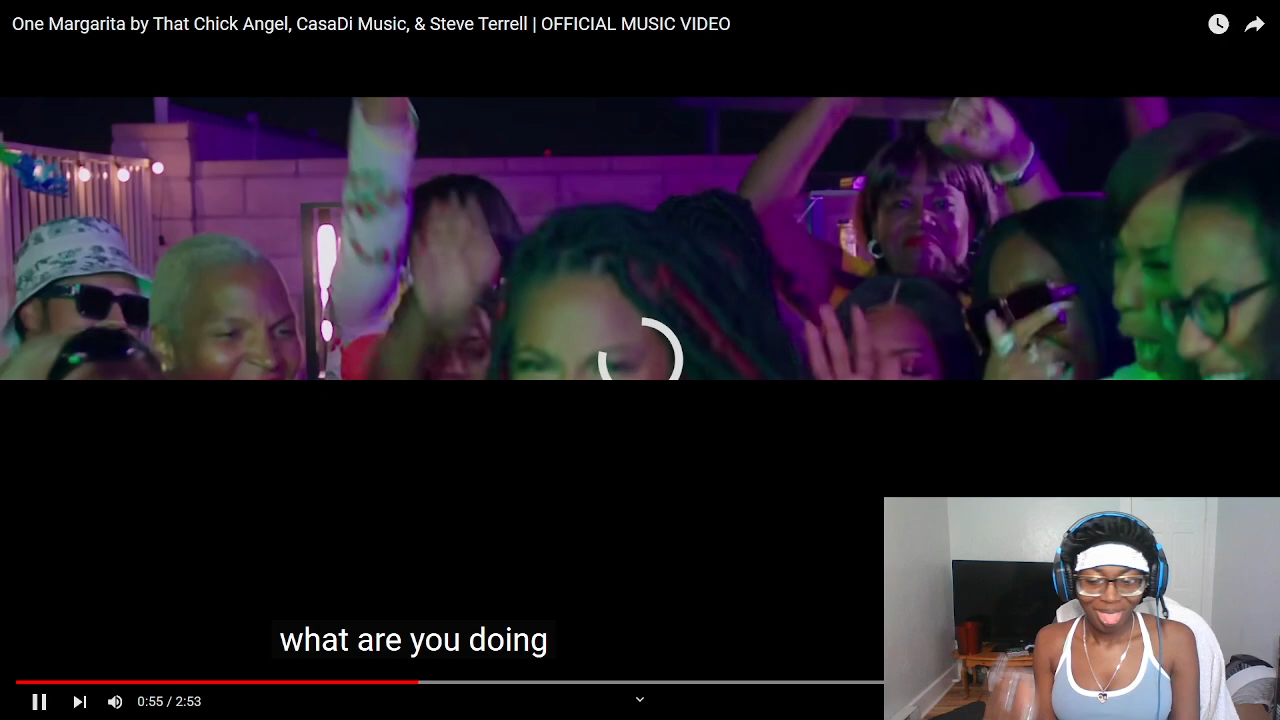 One Margarita by That Chick Angel, CasaDi Music, & Steve Terrell | OFFICIAL MUSIC VIDEO
what are you doing
0:55 / 2:53